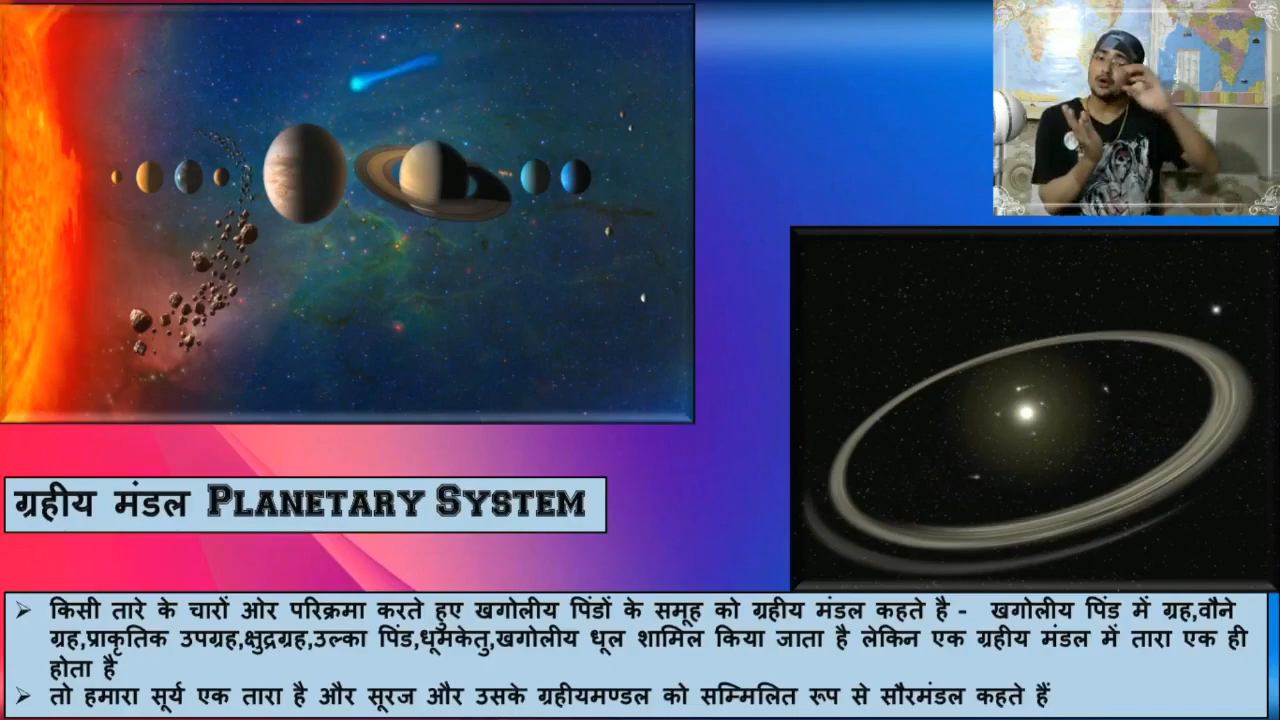 ग्रहीय मंडल Planetary System
➢ किसी तारे के चारों ओर परिक्रमा करते हुए खगोलीय पिंडों के समूह को ग्रहीय मंडल कहते है - खगोलीय पिंड में ग्रह,वौने
ग्रह,प्राकृतिक उपग्रह,क्षुद्रग्रह,उल्का पिंड,धूमकेतु,खगोलीय धूल शामिल किया जाता है लेकिन एक ग्रहीय मंडल में तारा एक ही
होता है
➢ तो हमारा सूर्य एक तारा है और सूरज और उसके ग्रहीयमण्डल को सम्मिलित रूप से सौरमंडल कहते हैं